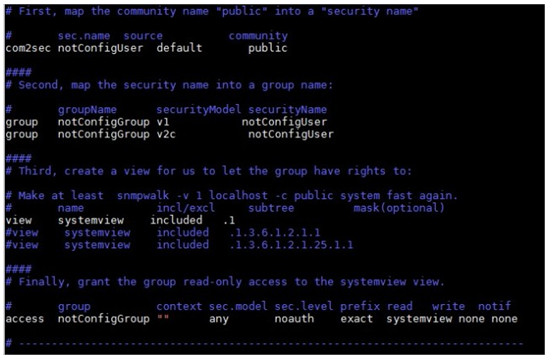 # First, map the community name "public" into a "security name"
#       sec.name  source          community
com2sec notConfigUser  default       public
####
# Second, map the security name into a group name:
#       groupName      securityModel securityName
group   notConfigGroup v1           notConfigUser
group   notConfigGroup v2c           notConfigUser
####
# Third, create a view for us to let the group have rights to:
# Make at least  snmpwalk -v 1 localhost -c public system fast again.
#       name           incl/excl     subtree         mask(optional)
view    systemview    included   .1
#view    systemview    included   .1.3.6.1.2.1.1
#view    systemview    included   .1.3.6.1.2.1.25.1.1
####
# Finally, grant the group read-only access to the systemview view.
#       group          context sec.model sec.level prefix read   write  notif
access  notConfigGroup ""      any       noauth    exact  systemview none none
# -----------------------------------------------------------------------------